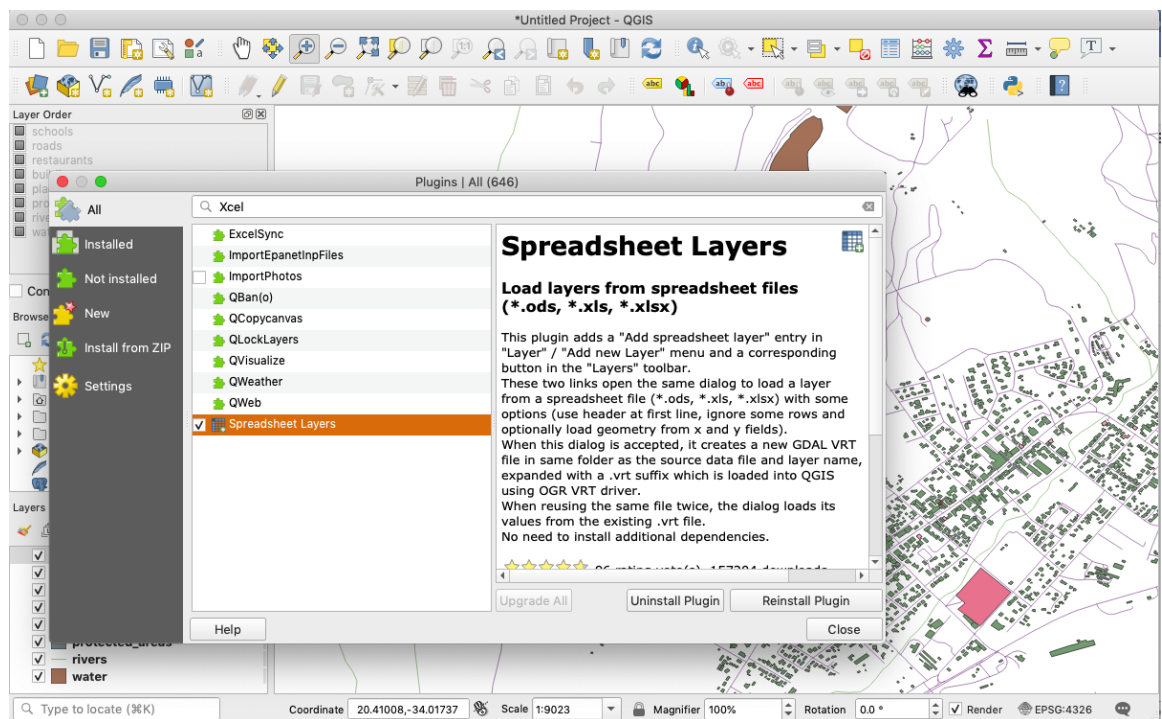 *Untitled Project - QGIS
Layer Order
schools
roads
restaurants
Plugins | All (646)
All
Xcel
Installed
Not installed
New
Install from ZIP
Settings
ExcelSync
ImportEpanetInpFiles
ImportPhotos
QBan(o)
QCopycanvas
QLockLayers
QVisualize
QWeather
QWeb
Spreadsheet Layers
Spreadsheet Layers
Load layers from spreadsheet files
(*.ods, *.xls, *.xlsx)
This plugin adds a "Add spreadsheet layer" entry in
"Layer" / "Add new Layer" menu and a corresponding
button in the "Layers" toolbar.
These two links open the same dialog to load a layer
from a spreadsheet file (*.ods, *.xls, *.xlsx) with some
options (use header at first line, ignore some rows and
optionally load geometry from x and y fields).
When this dialog is accepted, it creates a new GDAL VRT
file in same folder as the source data file and layer name,
expanded with a .vrt suffix which is loaded into QGIS
using OGR VRT driver.
When reusing the same file twice, the dialog loads its
values from the existing .vrt file.
No need to install additional dependencies.
Upgrade All
Uninstall Plugin
Reinstall Plugin
Help
Close
Layers
protected_areas
rivers
water
Type to locate (⌘K)
Coordinate 20.41008,-34.01737
Scale 1:9023
Magnifier 100%
Rotation 0.0 °
Render
EPSG:4326